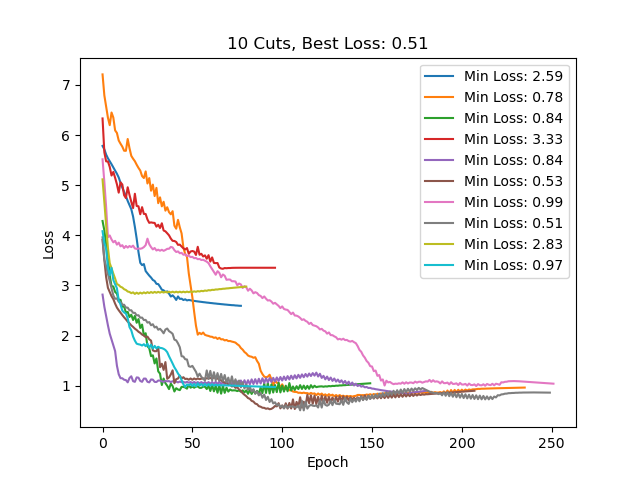 10 Cuts, Best Loss: 0.51
Loss
7
6
5
4
3
2
1
Min Loss: 2.59
Min Loss: 0.78
Min Loss: 0.84
Min Loss: 3.33
Min Loss: 0.84
Min Loss: 0.53
Min Loss: 0.99
Min Loss: 0.51
Min Loss: 2.83
Min Loss: 0.97
0 50 100 150 200 250
Epoch